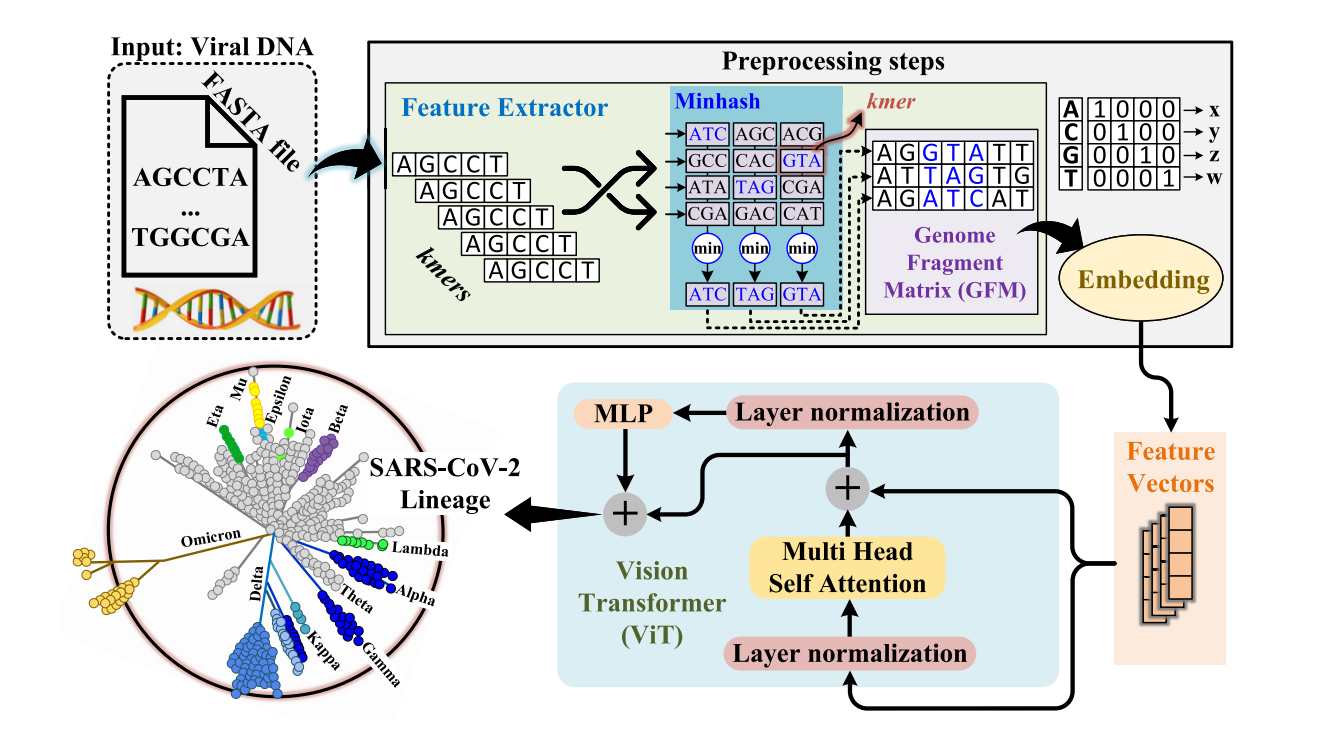 Input: Viral DNA
FASTA file
AGCCTA
...
TGGCGA
Preprocessing steps
Feature Extractor
AGCCT
AGCCT
AGCCT
AGCCT
AGCCT
kmers
Minhash
ATC AGC ACG
GCC CAC GTA
ATA TAG CGA
CGA GAC CAT
min min min
ATC TAG GTA
kmer
AGGTATT
ATTAGTG
AGATCAT
Genome
Fragment
Matrix (GFM)
A 1 0 0 0 x
C 0 1 0 0 y
G 0 0 1 0 z
T 0 0 0 1 w
Embedding
Feature
Vectors
Layer normalization
MLP
+
+
Multi Head
Self Attention
Layer normalization
Vision
Transformer
(ViT)
SARS-CoV-2
Lineage
Eta
Mu
Epsilon
Iota
Beta
Omicron
Lambda
Alpha
Theta
Gamma
Kappa
Delta